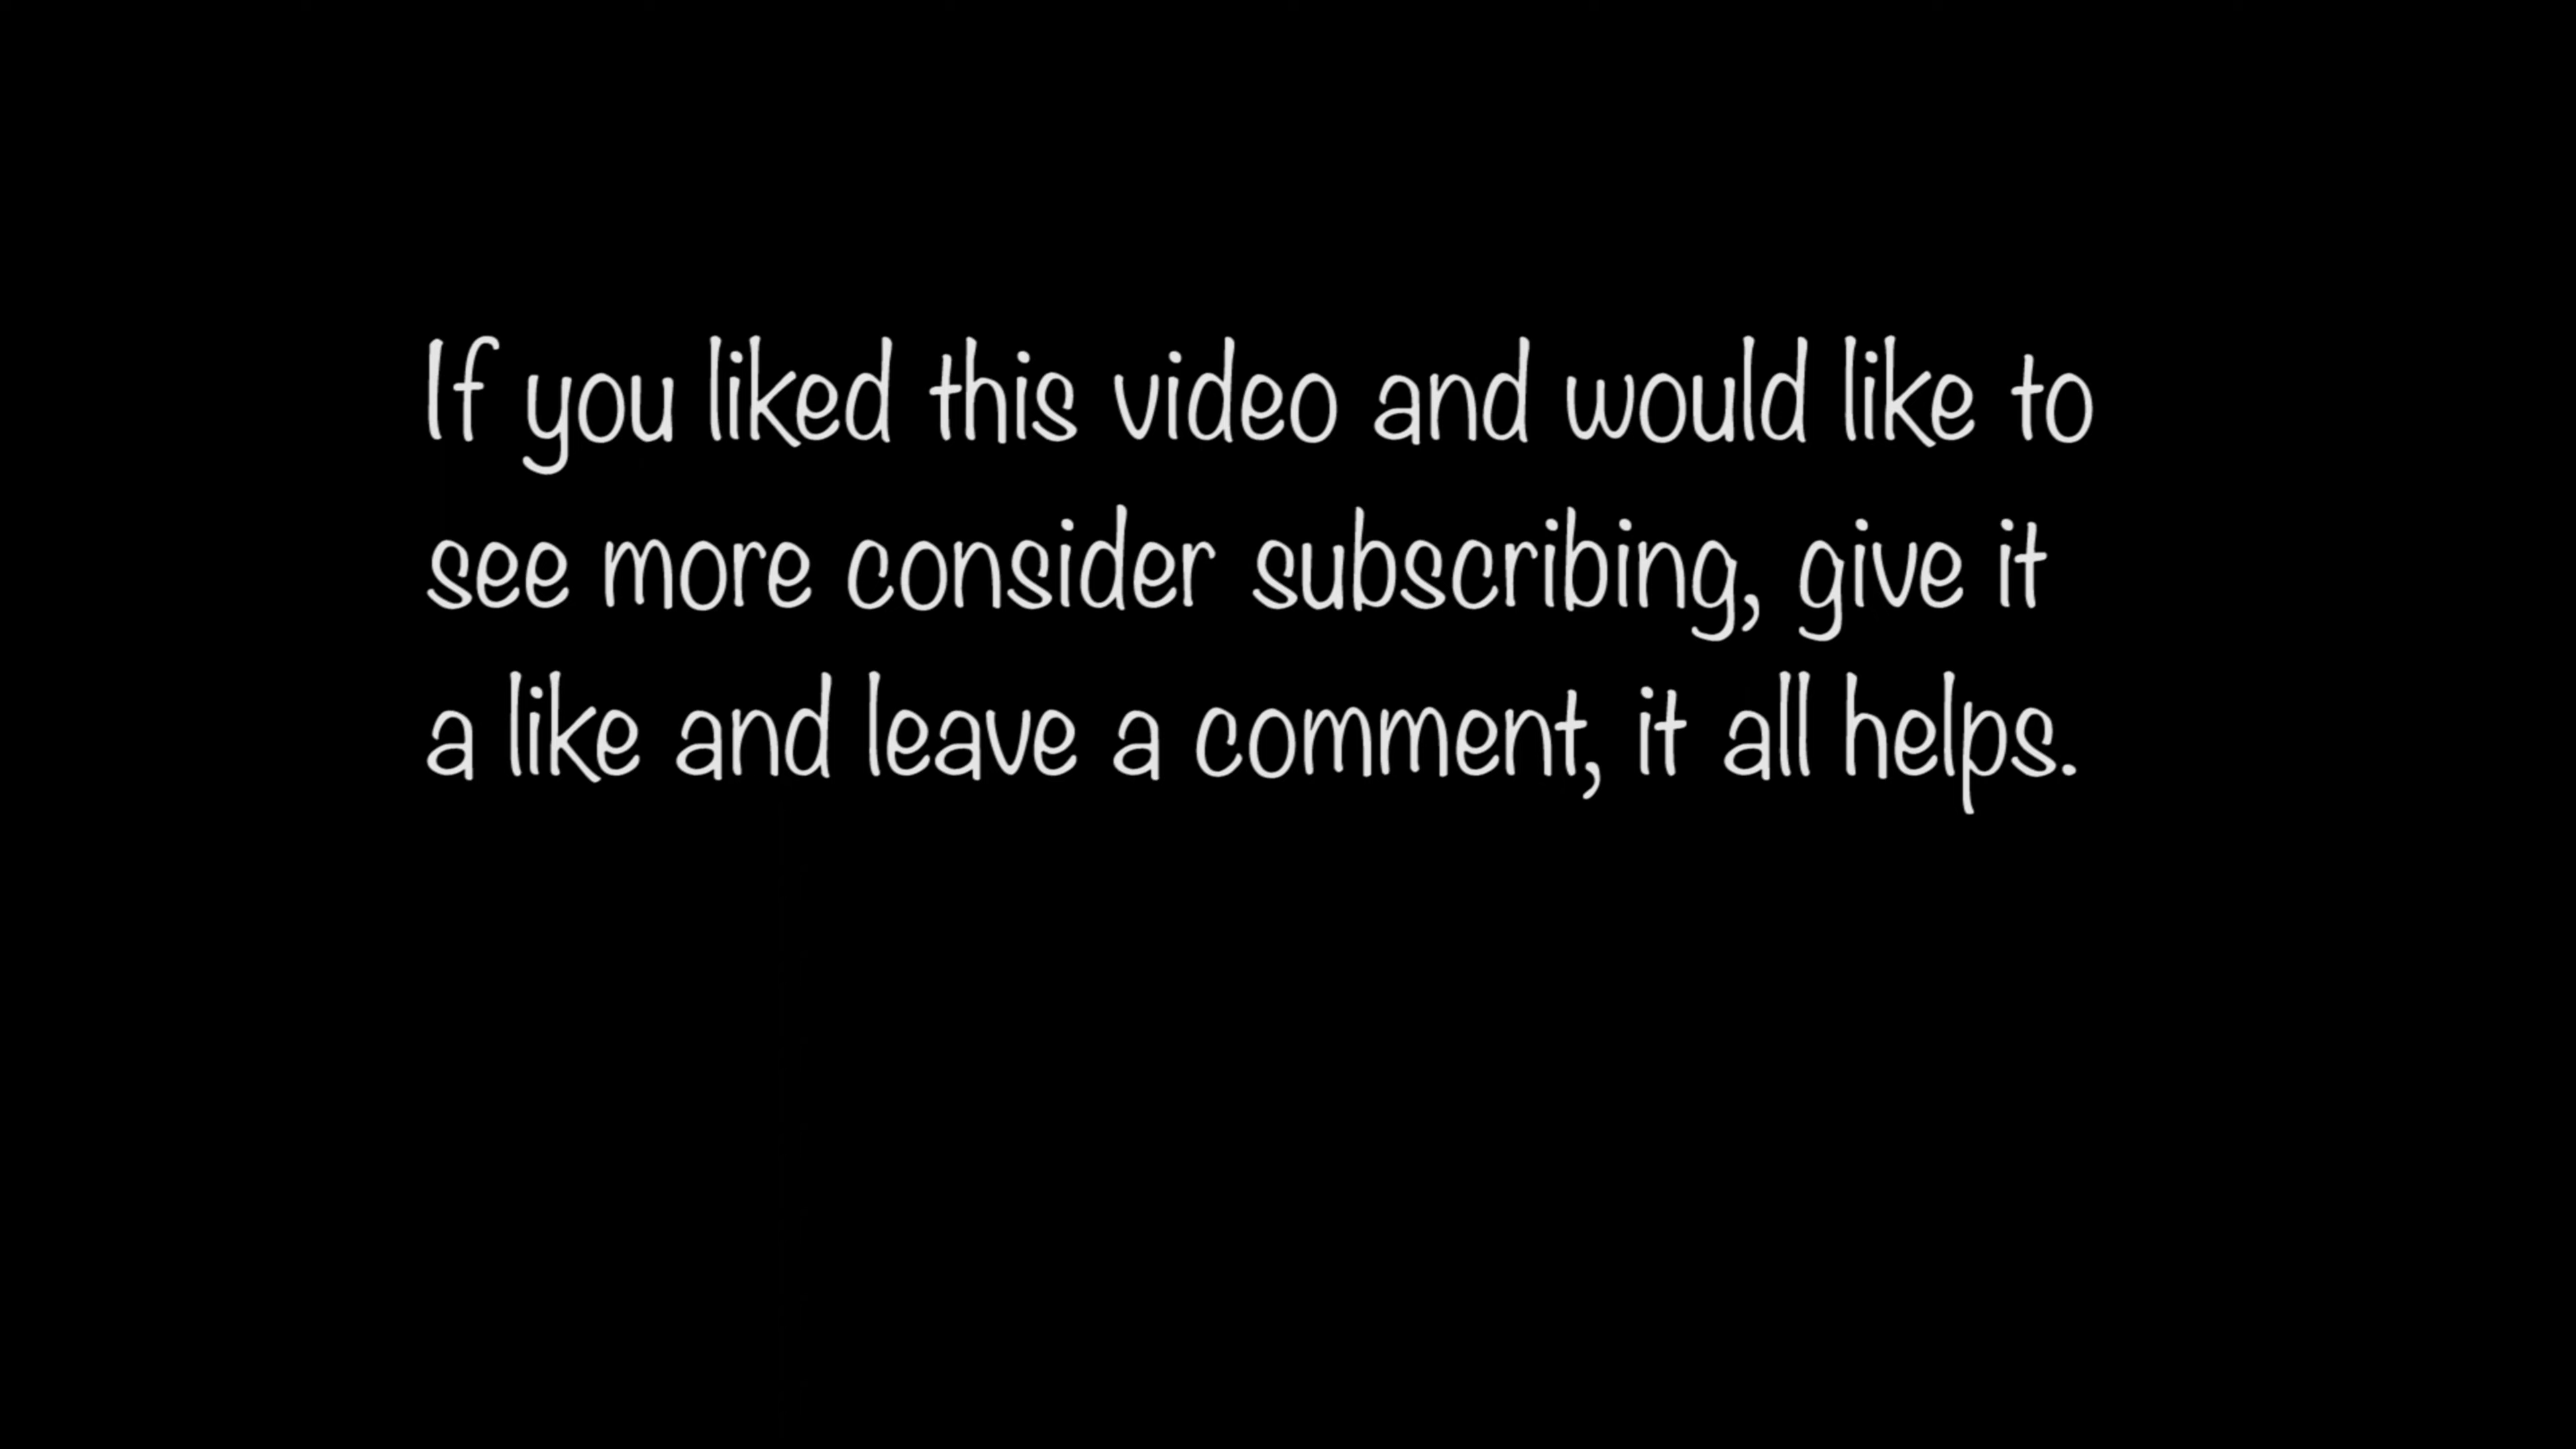 If you liked this video and would like to
see more consider subscribing, give it
a like and leave a comment, it all helps.